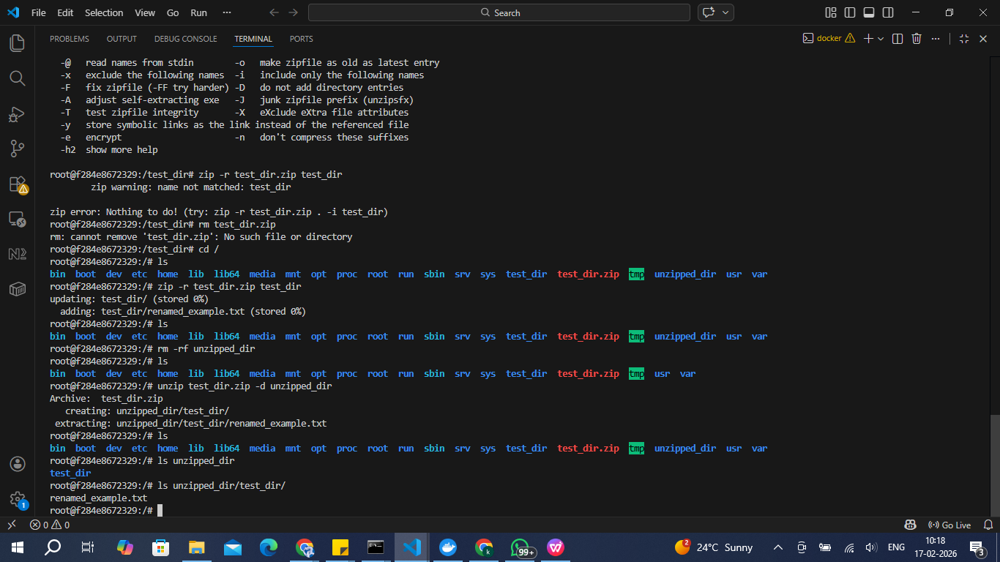 File Edit Selection View Go Run ··· Search
PROBLEMS OUTPUT DEBUG CONSOLE TERMINAL PORTS docker
-@ read names from stdin -o make zipfile as old as latest entry
-x exclude the following names -i include only the following names
-F fix zipfile (-FF try harder) -D do not add directory entries
-A adjust self-extracting exe -J junk zipfile prefix (unzipsfx)
-T test zipfile integrity -X eXclude eXtra file attributes
-y store symbolic links as the link instead of the referenced file
-e encrypt -n don't compress these suffixes
-h2 show more help
root@f284e8672329:/test_dir# zip -r test_dir.zip test_dir
zip warning: name not matched: test_dir
zip error: Nothing to do! (try: zip -r test_dir.zip . -i test_dir)
root@f284e8672329:/test_dir# rm test_dir.zip
rm: cannot remove 'test_dir.zip': No such file or directory
root@f284e8672329:/test_dir# cd /
root@f284e8672329:/# ls
bin boot dev etc home lib lib64 media mnt opt proc root run sbin srv sys test_dir test_dir.zip tmp unzipped_dir usr var
root@f284e8672329:/# zip -r test_dir.zip test_dir
updating: test_dir/ (stored 0%)
adding: test_dir/renamed_example.txt (stored 0%)
root@f284e8672329:/# ls
bin boot dev etc home lib lib64 media mnt opt proc root run sbin srv sys test_dir test_dir.zip tmp unzipped_dir usr var
root@f284e8672329:/# rm -rf unzipped_dir
root@f284e8672329:/# ls
bin boot dev etc home lib lib64 media mnt opt proc root run sbin srv sys test_dir test_dir.zip tmp usr var
root@f284e8672329:/# unzip test_dir.zip -d unzipped_dir
Archive: test_dir.zip
creating: unzipped_dir/test_dir/
extracting: unzipped_dir/test_dir/renamed_example.txt
root@f284e8672329:/# ls
bin boot dev etc home lib lib64 media mnt opt proc root run sbin srv sys test_dir test_dir.zip tmp unzipped_dir usr var
root@f284e8672329:/# ls unzipped_dir
test_dir
root@f284e8672329:/# ls unzipped_dir/test_dir/
renamed_example.txt
root@f284e8672329:/#
1
0 0 Go Live
99+ 2 24°C Sunny ENG 10:18
17-02-2026 3